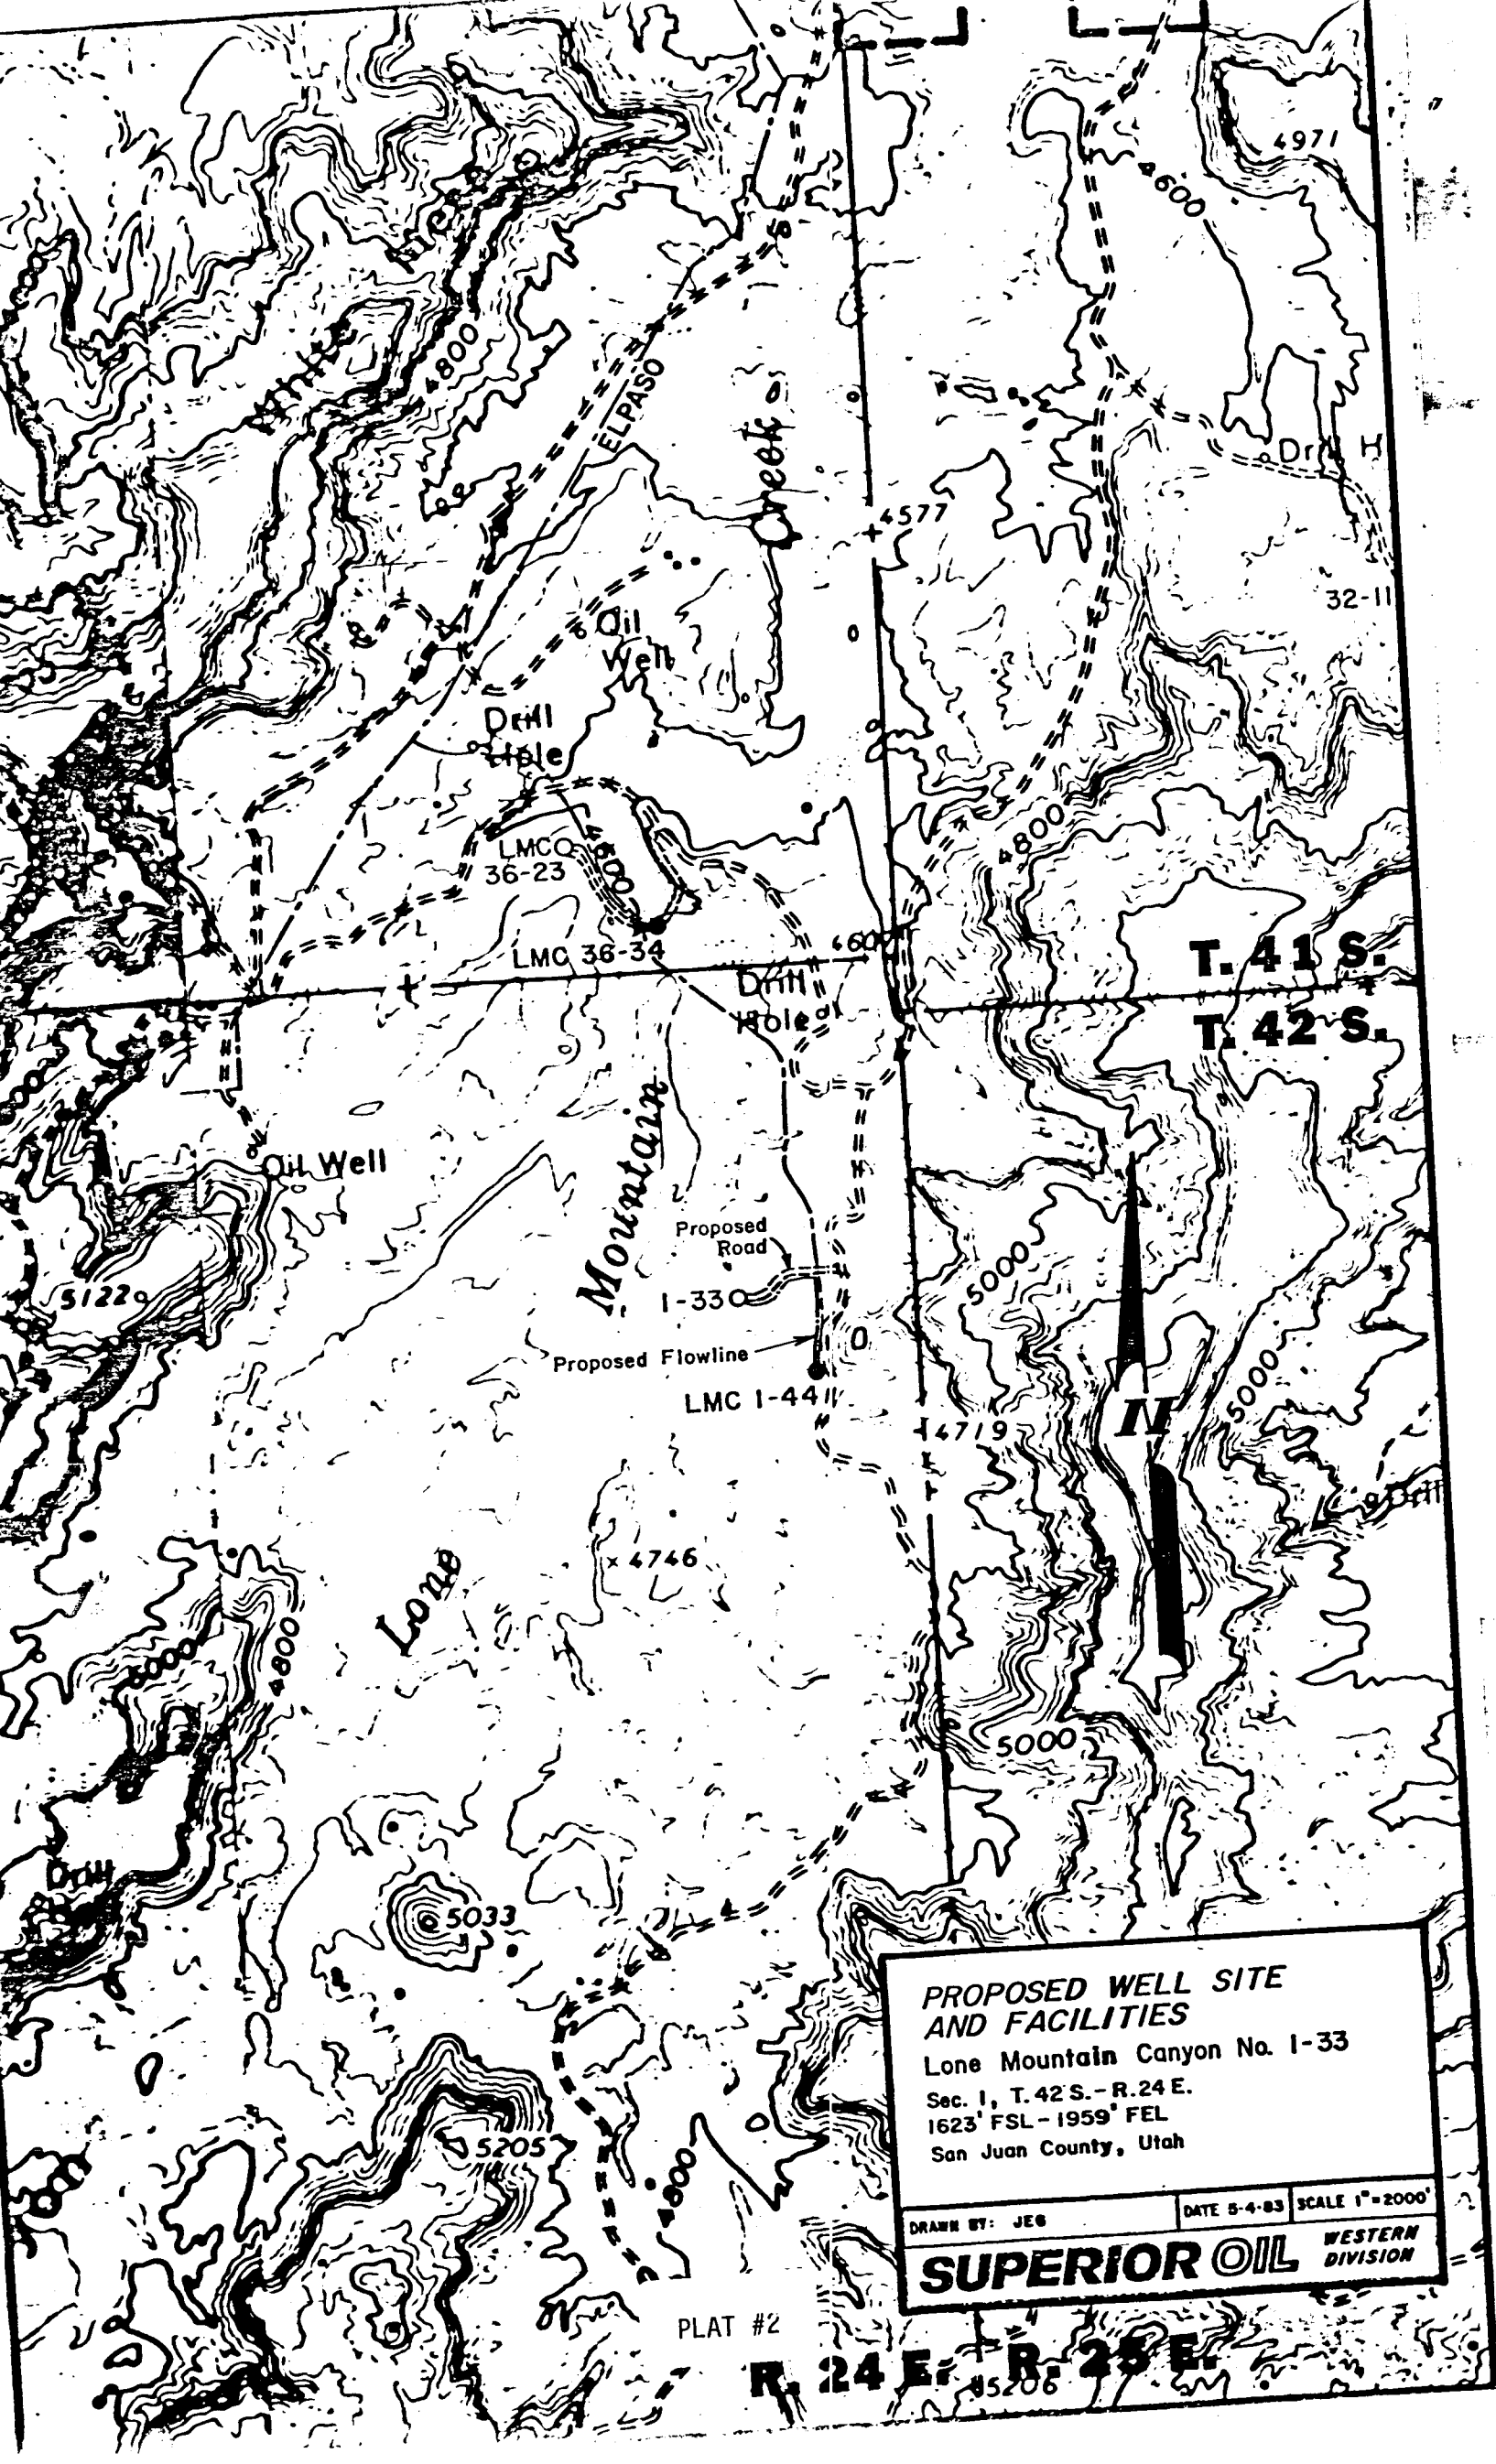 4971
4600
4800
ELPASO
Creek
Drill H
4577
32-11
Oil
Well
Drill
Hole
4800
LMC
36-23
4600
LMC 36-34
T. 41 S.
Drill
Hole
T. 42 S.
Oil Well
Mountain
Proposed
Road
5000
5122
1-33
Proposed Flowline
LMC 1-44
5000
N
4719
Drill
4746
Lone
5000
4800
5000
Drill
5033
5205
4800
PROPOSED WELL SITE
AND FACILITIES
Lone Mountain Canyon No. 1-33
Sec. 1, T. 42 S. - R. 24 E.
1623' FSL - 1959' FEL
San Juan County, Utah
DRAWN BY: JEG
DATE 5-4-83
SCALE 1" = 2000'
SUPERIOR OIL
WESTERN
DIVISION
PLAT #2
R. 24 E.
R. 25 E.
5206